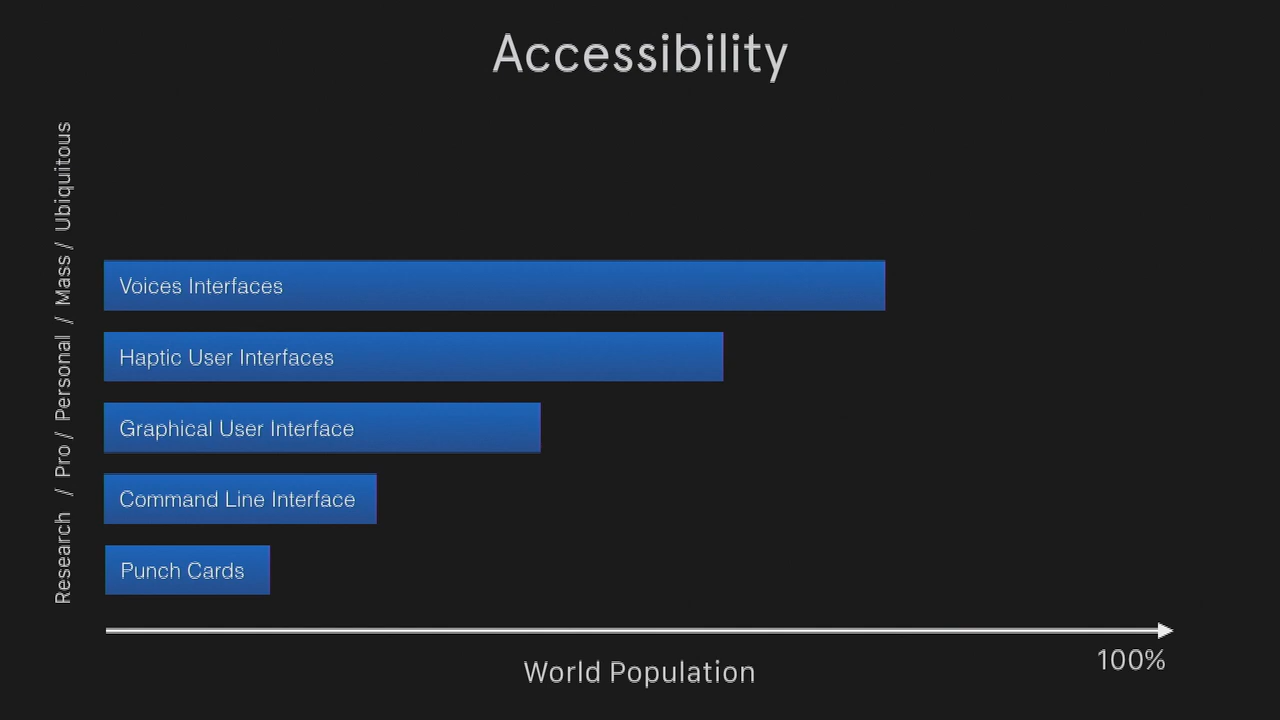 Accessibility
Research / Pro / Personal / Mass / Ubiquitous
Voices Interfaces
Haptic User Interfaces
Graphical User Interface
Command Line Interface
Punch Cards
100%
World Population